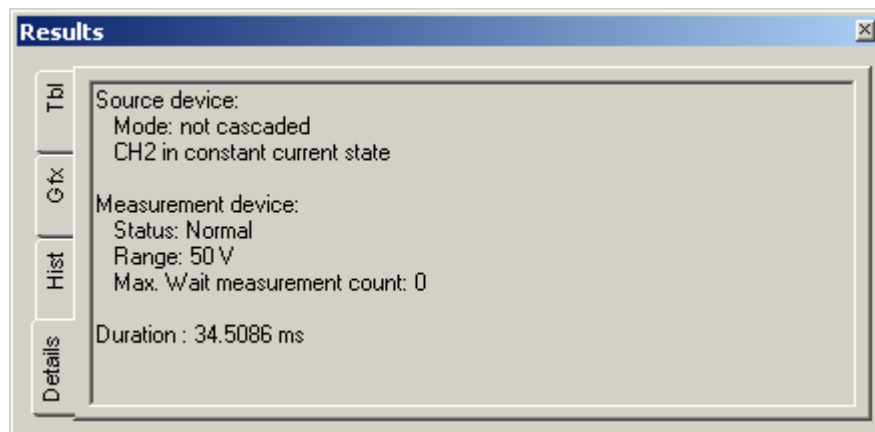 Results
Tbl
Gfx
Hist
Details
Source device:
Mode: not cascaded
CH2 in constant current state
Measurement device:
Status: Normal
Range: 50 V
Max. Wait measurement count: 0
Duration : 34.5086 ms